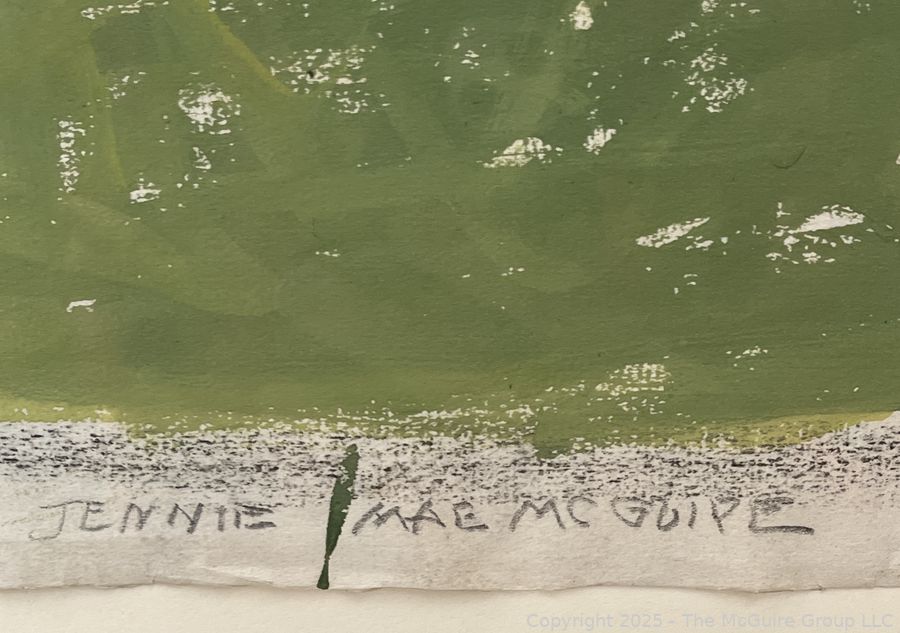 JENNIE MAE MCGUIRE
Copyright 2025 - The McGuire Group LLC